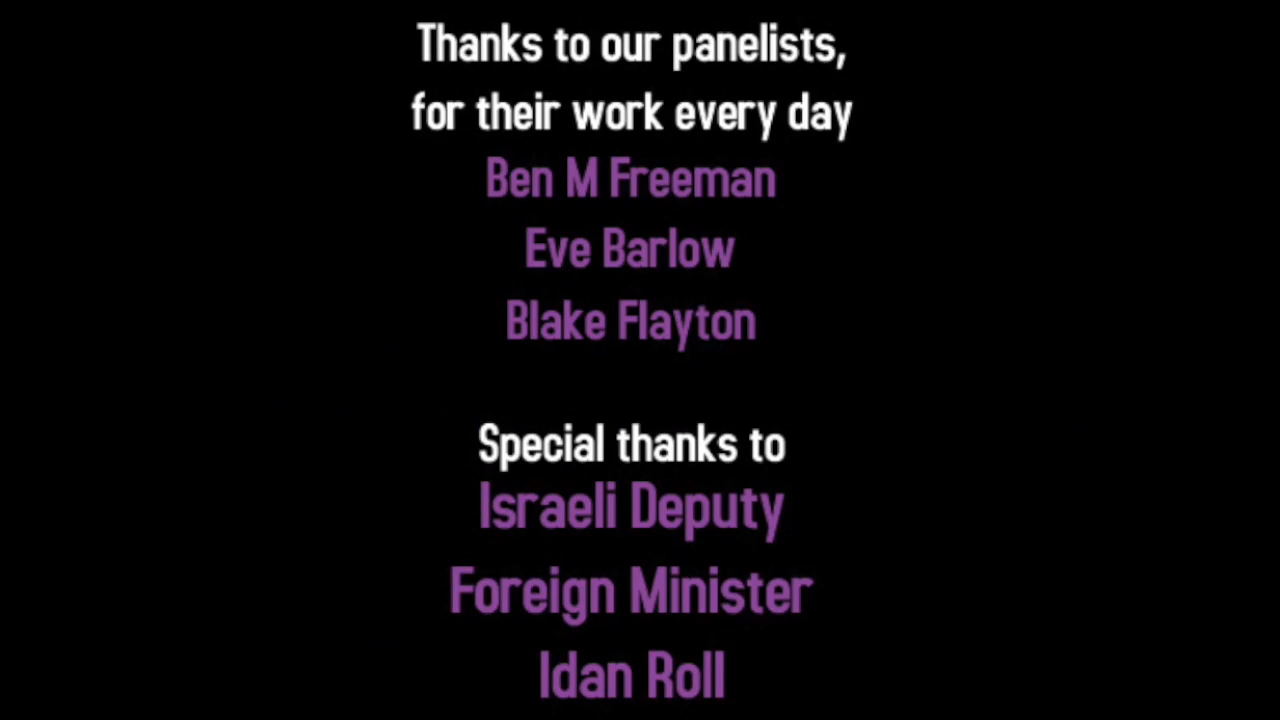 Thanks to our panelists,
for their work every day
Ben M Freeman
Eve Barlow
Blake Flayton
Special thanks to
Israeli Deputy
Foreign Minister
Idan Roll